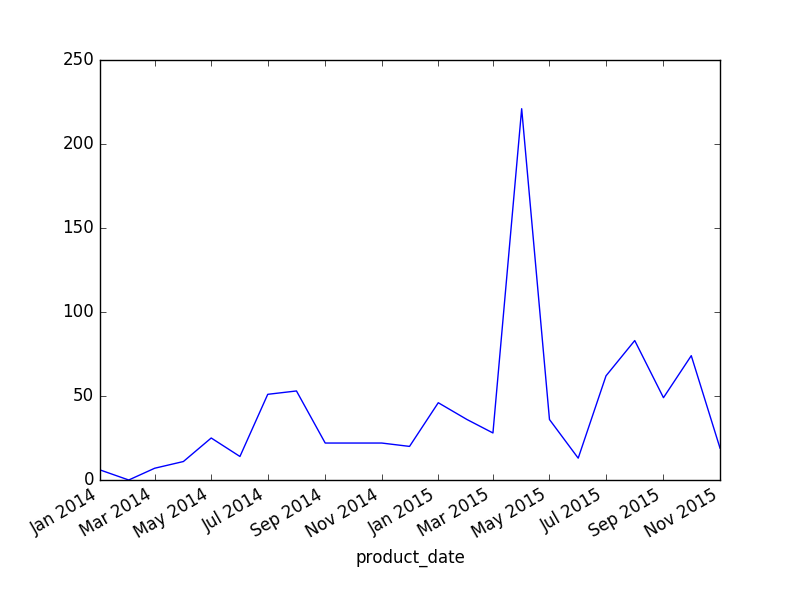 250
200
150
100
50
0
Jan 2014
Mar 2014
May 2014
Jul 2014
Sep 2014
Nov 2014
Jan 2015
Mar 2015
May 2015
Jul 2015
Sep 2015
Nov 2015
product_date